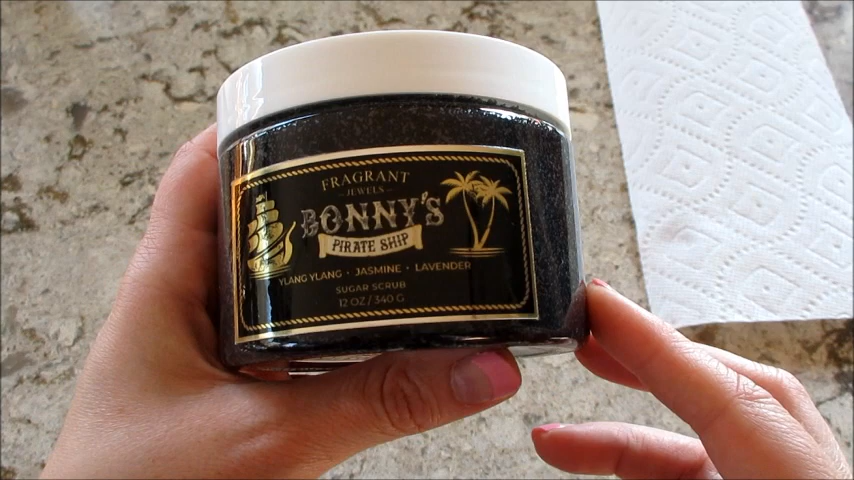 FRAGRANT
JEWELS
BONNY'S
PIRATE SHIP
YLANG YLANG · JASMINE · LAVENDER
SUGAR SCRUB
12 OZ / 340 G